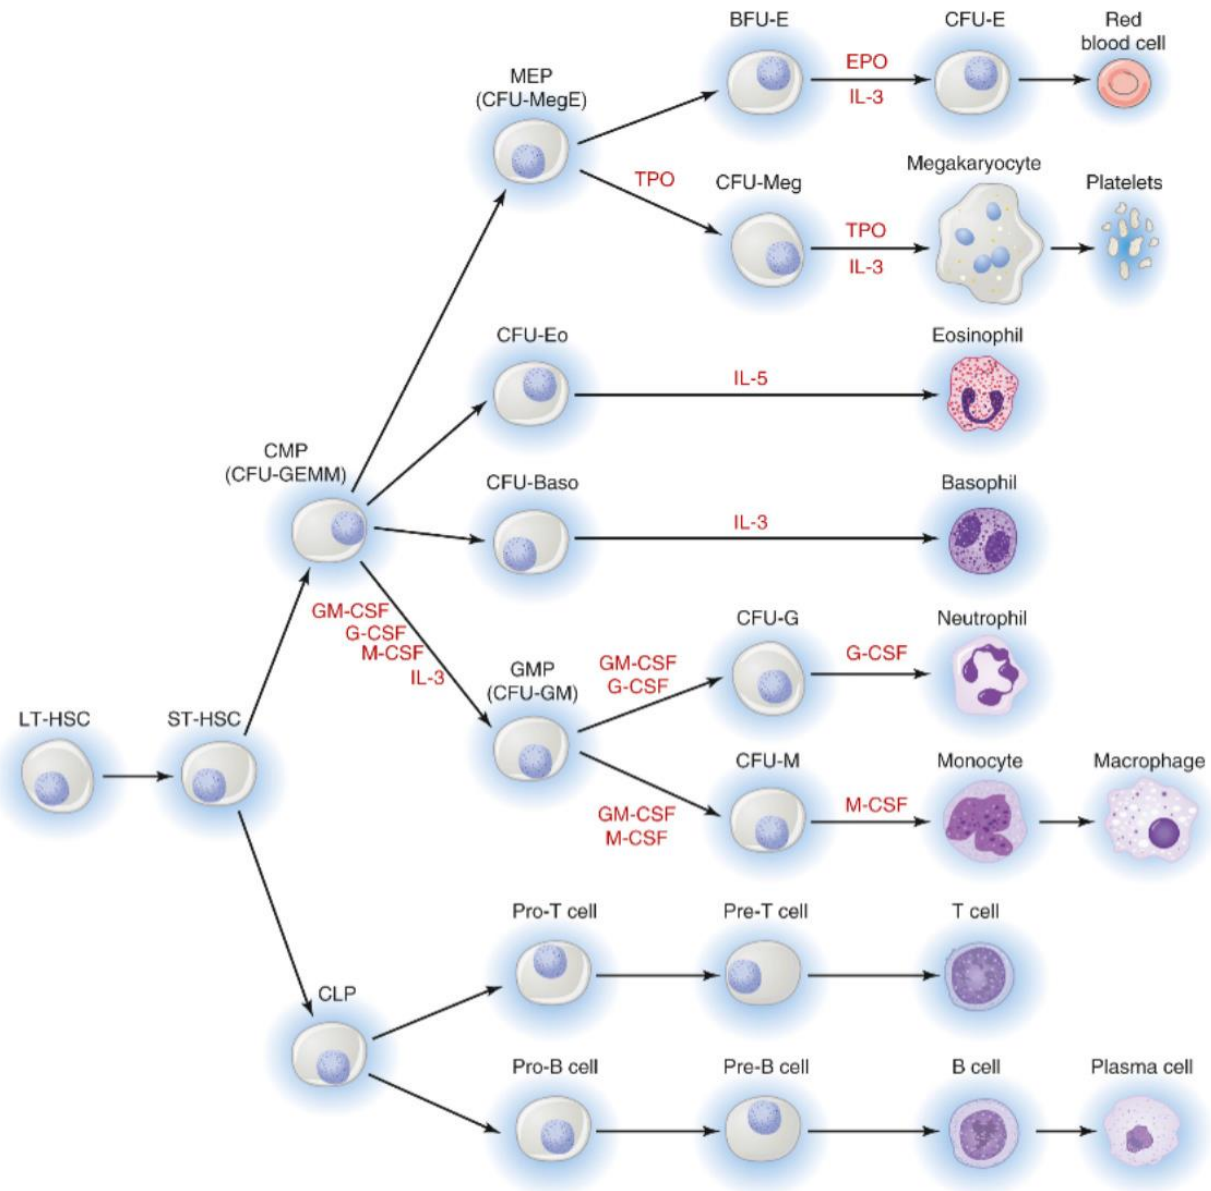 BFU-E
CFU-E
Red
blood cell
EPO
IL-3
MEP
(CFU-MegE)
TPO
CFU-Meg
Megakaryocyte
Platelets
TPO
IL-3
CFU-Eo
Eosinophil
IL-5
CMP
(CFU-GEMM)
CFU-Baso
Basophil
IL-3
GM-CSF
G-CSF
M-CSF
IL-3
GMP
(CFU-GM)
GM-CSF
G-CSF
CFU-G
G-CSF
Neutrophil
LT-HSC
ST-HSC
GM-CSF
M-CSF
CFU-M
M-CSF
Monocyte
Macrophage
Pro-T cell
Pre-T cell
T cell
CLP
Pro-B cell
Pre-B cell
B cell
Plasma cell